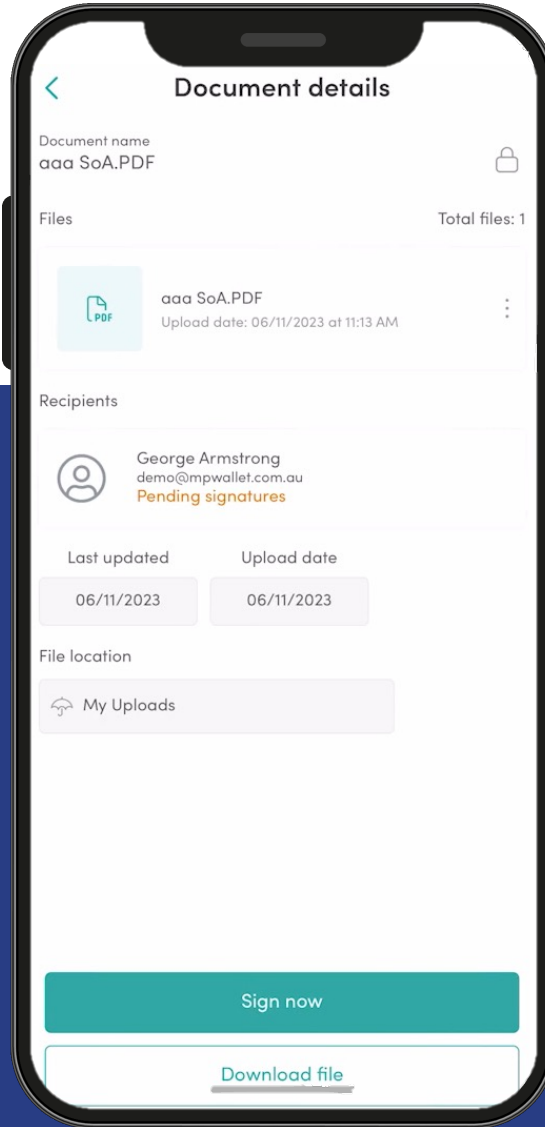 Document details
Document name
aaa SoA.PDF
Files
Total files: 1
PDF
aaa SoA.PDF
Upload date: 06/11/2023 at 11:13 AM
Recipients
George Armstrong
demo@mpwallet.com.au
Pending signatures
Last updated
Upload date
06/11/2023
06/11/2023
File location
My Uploads
Sign now
Download file